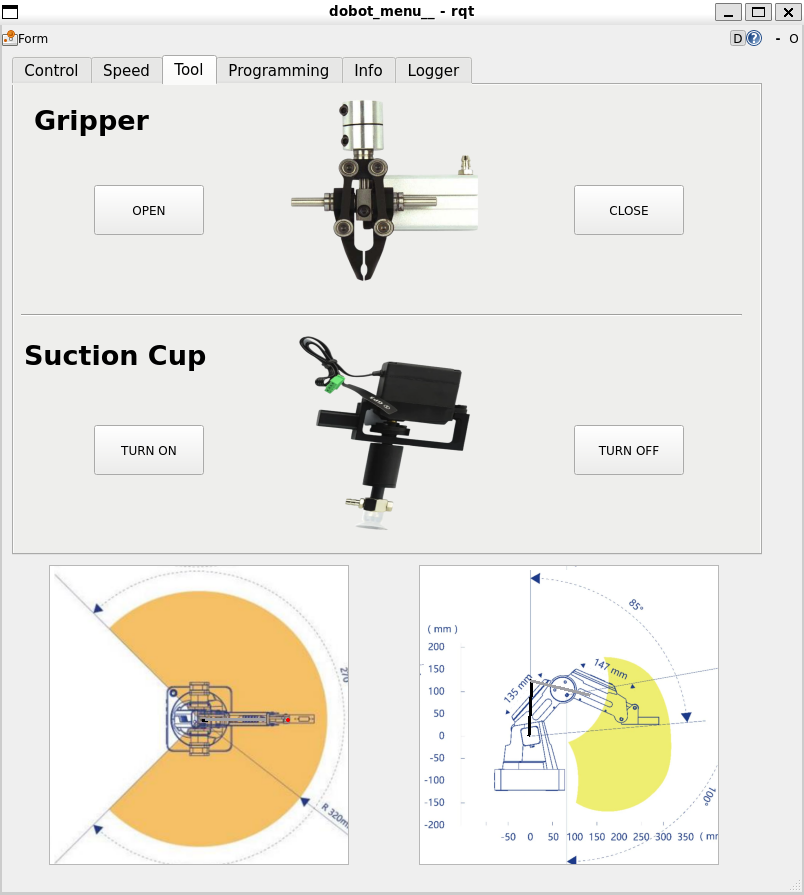 dobot_menu__ - rqt
Form
D
- O
Control Speed Tool Programming Info Logger
Gripper
OPEN
CLOSE
Suction Cup
TURN ON
TURN OFF
270
R 320m
85°
( mm )
147 mm
135 mm
200
150
100
50
0
-50
-100
-150
-200
100°
-50 0 50 100 150 200 250 300 350 ( mm